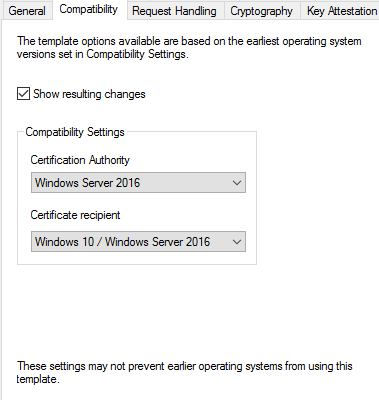 General Compatibility Request Handling Cryptography Key Attestation
The template options available are based on the earliest operating system
versions set in Compatibility Settings.
Show resulting changes
Compatibility Settings
Certification Authority
Windows Server 2016
Certificate recipient
Windows 10 / Windows Server 2016
These settings may not prevent earlier operating systems from using this
template.